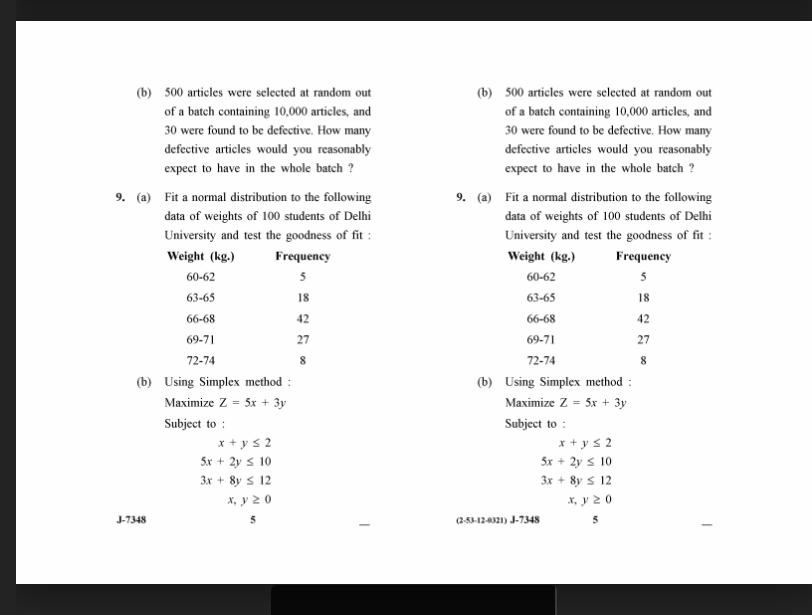 (b) 500 articles were selected at random out
of a batch containing 10,000 articles, and
30 were found to be defective. How many
defective articles would you reasonably
expect to have in the whole batch ?
9. (a) Fit a normal distribution to the following
data of weights of 100 students of Delhi
University and test the goodness of fit :
Weight (kg.) Frequency
60-62 5
63-65 18
66-68 42
69-71 27
72-74 8
(b) Using Simplex method :
Maximize Z = 5x + 3y
Subject to :
x + y ≤ 2
5x + 2y ≤ 10
3x + 8y ≤ 12
x, y ≥ 0
J-7348 5
(b) 500 articles were selected at random out
of a batch containing 10,000 articles, and
30 were found to be defective. How many
defective articles would you reasonably
expect to have in the whole batch ?
9. (a) Fit a normal distribution to the following
data of weights of 100 students of Delhi
University and test the goodness of fit :
Weight (kg.) Frequency
60-62 5
63-65 18
66-68 42
69-71 27
72-74 8
(b) Using Simplex method :
Maximize Z = 5x + 3y
Subject to :
x + y ≤ 2
5x + 2y ≤ 10
3x + 8y ≤ 12
x, y ≥ 0
(2-53-12-0321) J-7348 5